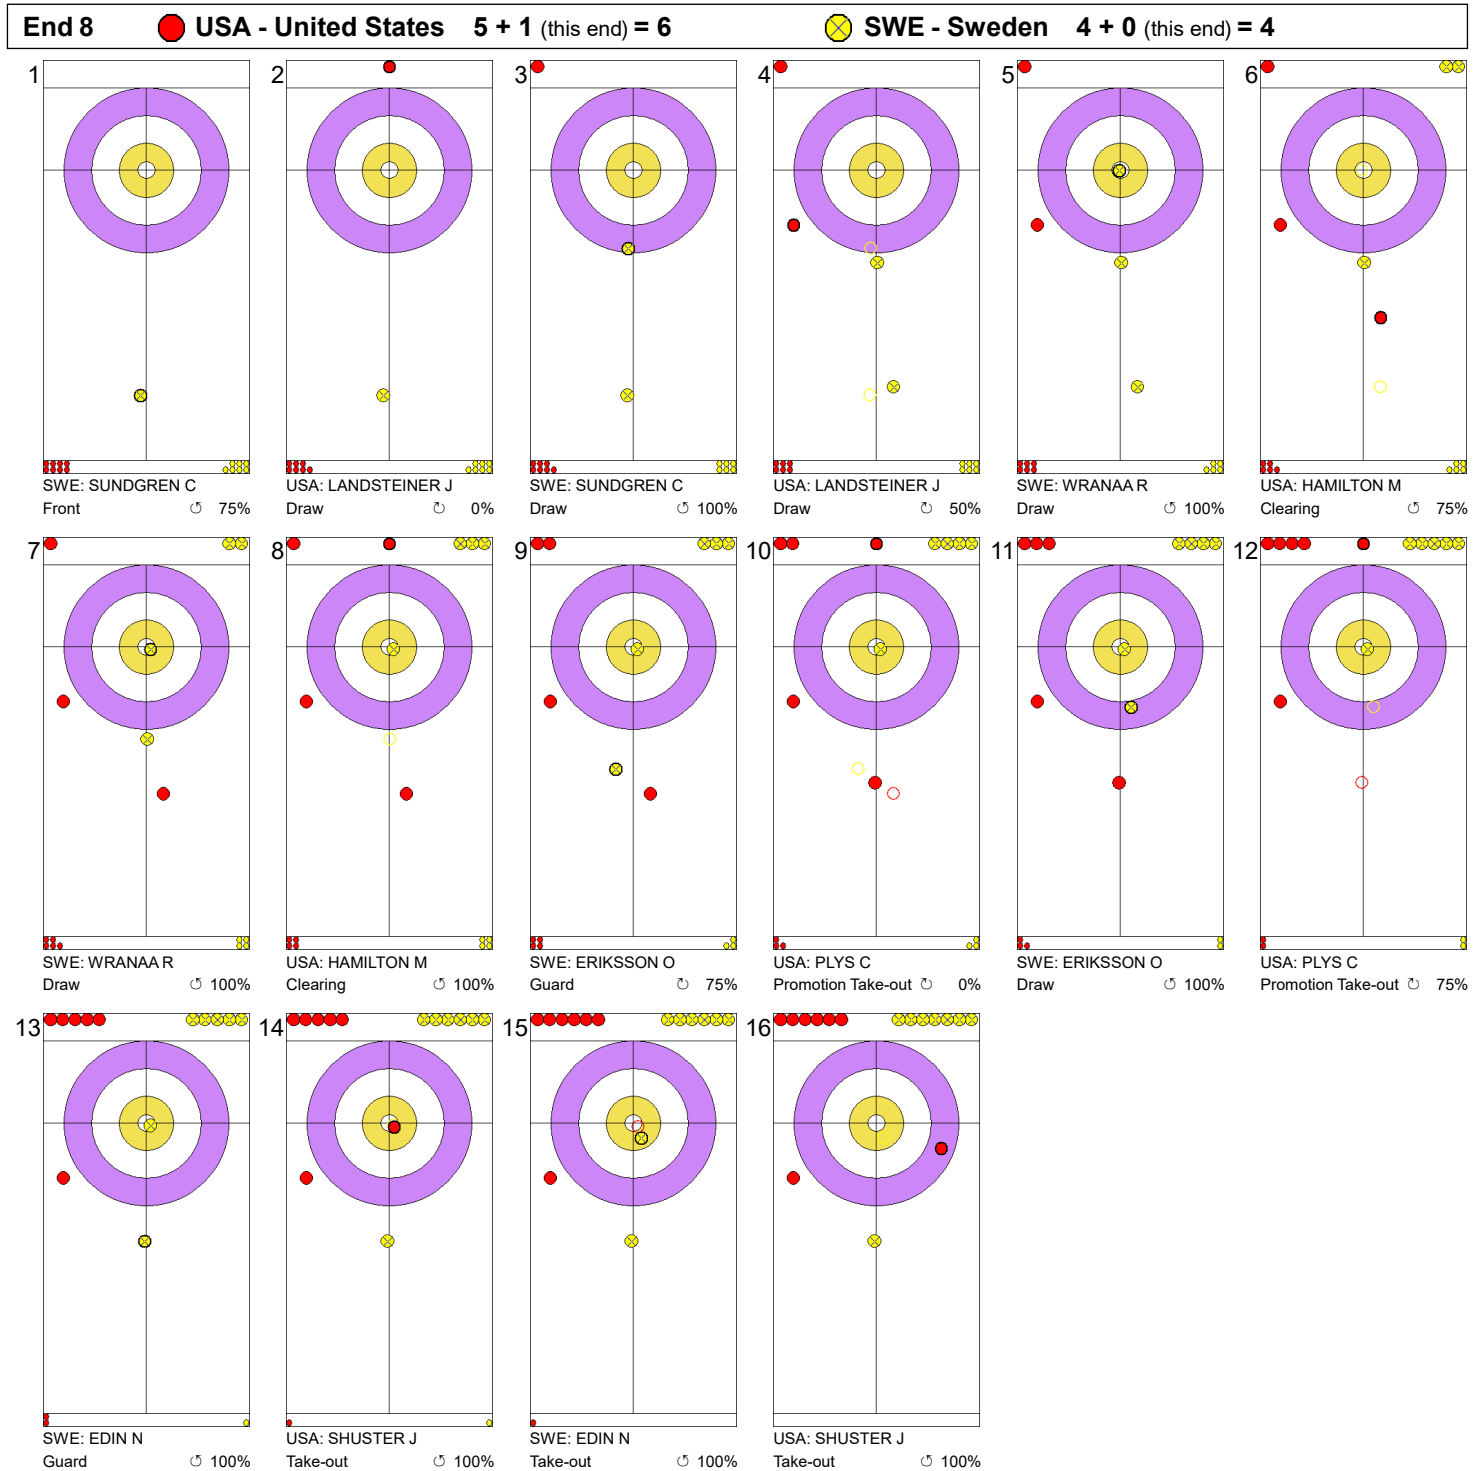 End 8 USA - United States 5 + 1 (this end) = 6 SWE - Sweden 4 + 0 (this end) = 4
1 2 3 4 5 6
SWE: SUNDGREN C USA: LANDSTEINER J SWE: SUNDGREN C USA: LANDSTEINER J SWE: WRANAA R USA: HAMILTON M
Front ↺ 75% Draw ↻ 0% Draw ↺ 100% Draw ↻ 50% Draw ↺ 100% Clearing ↺ 75%
7 8 9 10 11 12
SWE: WRANAA R USA: HAMILTON M SWE: ERIKSSON O USA: PLYS C SWE: ERIKSSON O USA: PLYS C
Draw ↺ 100% Clearing ↺ 100% Guard ↻ 75% Promotion Take-out ↻ 0% Draw ↺ 100% Promotion Take-out ↻ 75%
13 14 15 16
SWE: EDIN N USA: SHUSTER J SWE: EDIN N USA: SHUSTER J
Guard ↺ 100% Take-out ↺ 100% Take-out ↺ 100% Take-out ↺ 100%